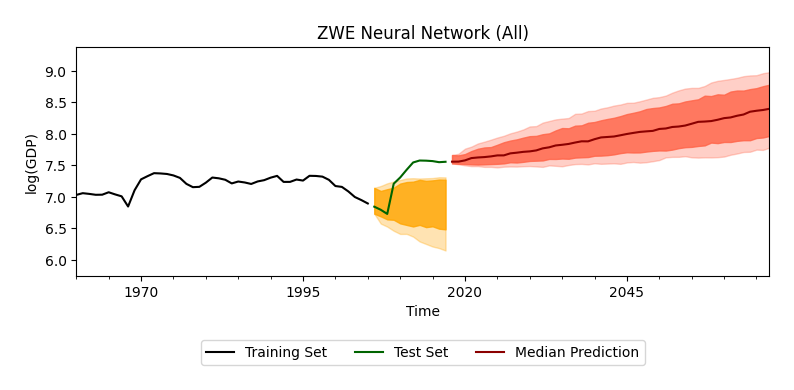 ZWE Neural Network (All)
9.0
8.5
8.0
7.5
7.0
6.5
6.0
log(GDP)
1970 1995 2020 2045
Time
Training Set Test Set Median Prediction